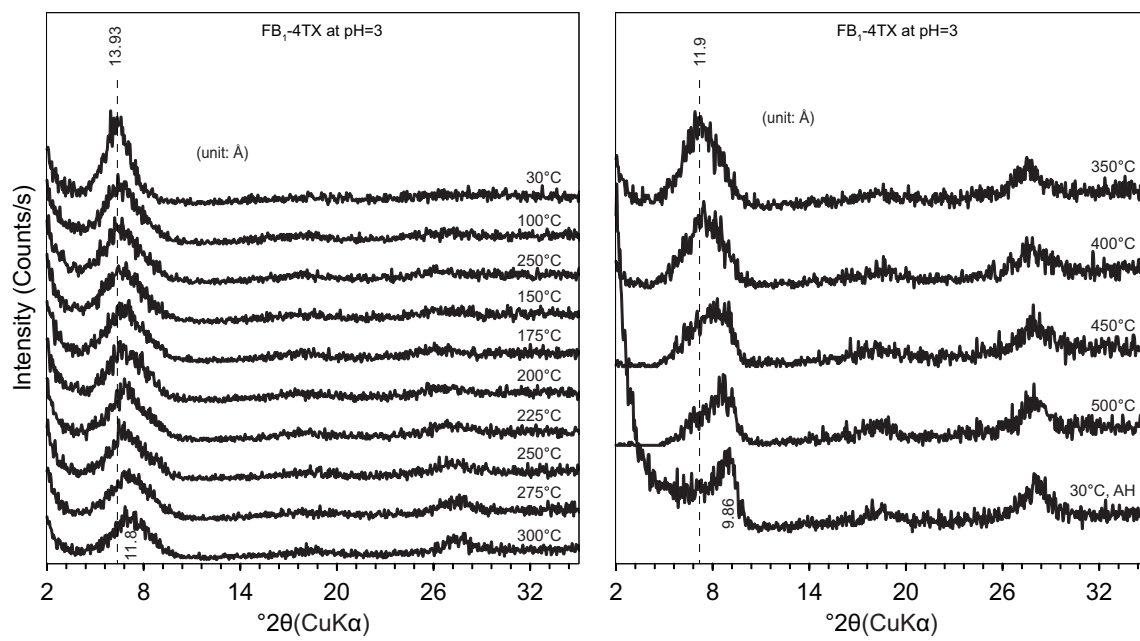 FB₁-4TX at pH=3
13.93
(unit: Å)
30°C
100°C
250°C
150°C
175°C
200°C
225°C
250°C
275°C
300°C
11.8
Intensity (Counts/s)
2 8 14 20 26 32
°2θ(CuKα)
FB₁-4TX at pH=3
11.9
(unit: Å)
350°C
400°C
450°C
500°C
30°C, AH
9.86
2 8 14 20 26 32
°2θ(CuKα)